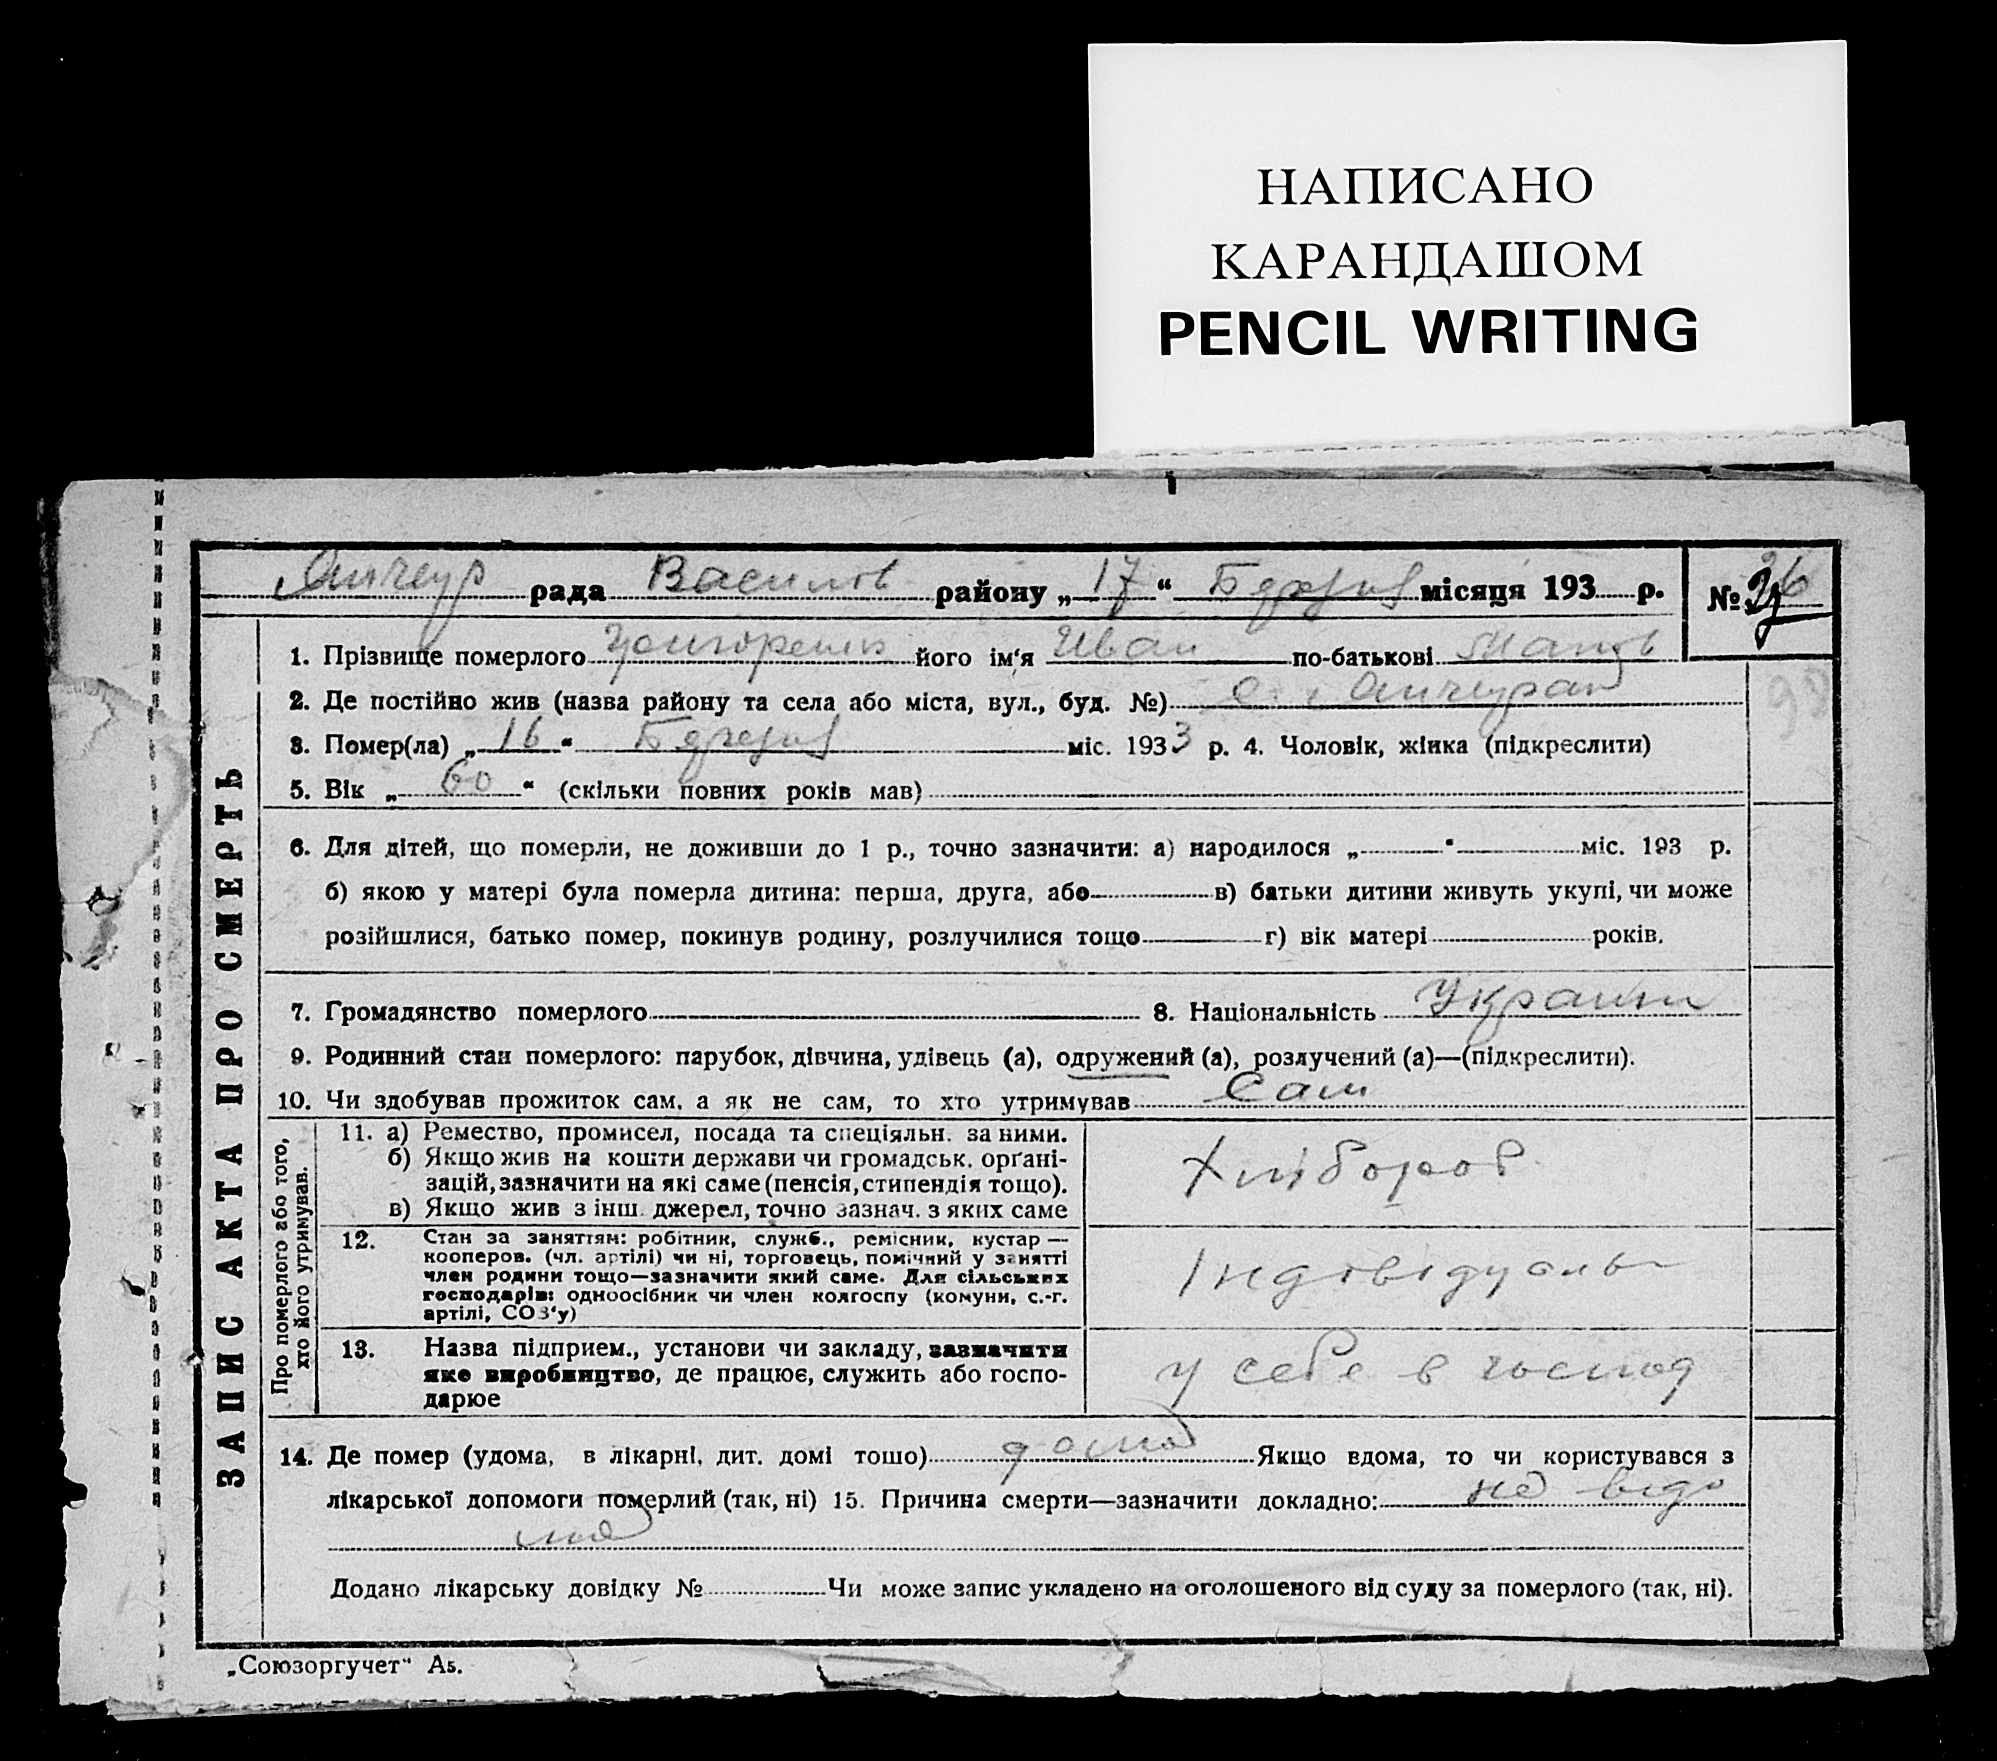 НАПИСАНО
КАРАНДАШОМ
PENCIL WRITING
рада Василів району „ 17 “ Березня місяця 193 р. № 26
1. Прізвище померлого його ім‘я Иван по-батькові
2. Де постійно жив (назва району та села або міста, вул., буд. №) с.
3. Помер(ла) „ 16 “ Березня міс. 1933 р. 4. Чоловік, жінка (підкреслити)
5. Вік „ 60 “ (скільки повних років мав)
6. Для дітей, що померли, не доживши до 1 р., точно зазначити: а) народилося „ “ міс. 193 р.
б) якою у матері була померла дитина: перша, друга, або в) батьки дитини живуть укупі, чи може
розійшлися, батько помер, покинув родину, розлучилися тощо г) вік матері років.
7. Громадянство померлого 8. Національність Україн
9. Родинний стан померлого: парубок, дівчина, удівець (а), одружений (а), розлучений (а)—(підкреслити).
10. Чи здобував прожиток сам, а як не сам, то хто утримував Сам
11. а) Ремество, промисел, посада та спеціяльн. за ними.
б) Якщо жив на кошти держави чи громадськ. орґані-
зацій, зазначити на які саме (пенсія, стипендія тощо).
в) Якщо жив з інш. джерел, точно зазнач. з яких саме
Хлібороб
12. Стан за заняттям: робітник, служб., ремісник, кустар —
кооперов. (чл. артілі) чи ні, торговець, помічний у занятті
член родини тощо—зазначити який саме. Для сільських
господарів: одноосібник чи член колгоспу (комуни, с.-г.
артілі, СОЗ‘у)
Індівідуаль
13. Назва підприєм., установи чи закладу, зазначити
яке виробництво, де працює, служить або госпо-
дарює
у себе в господ
14. Де помер (удома, в лікарні, дит. домі тощо) дома Якщо вдома, то чи користувався з
лікарської допомоги померлий (так, ні) 15. Причина смерти—зазначити докладно: не відо
ма
Додано лікарську довідку № Чи може запис укладено на оголошеного від суду за померлого (так, ні).
ЗАПИС АКТА ПРО СМЕРТЬ
Про померлого або того,
хто його утримував.
„Союзоргучет“ А5.